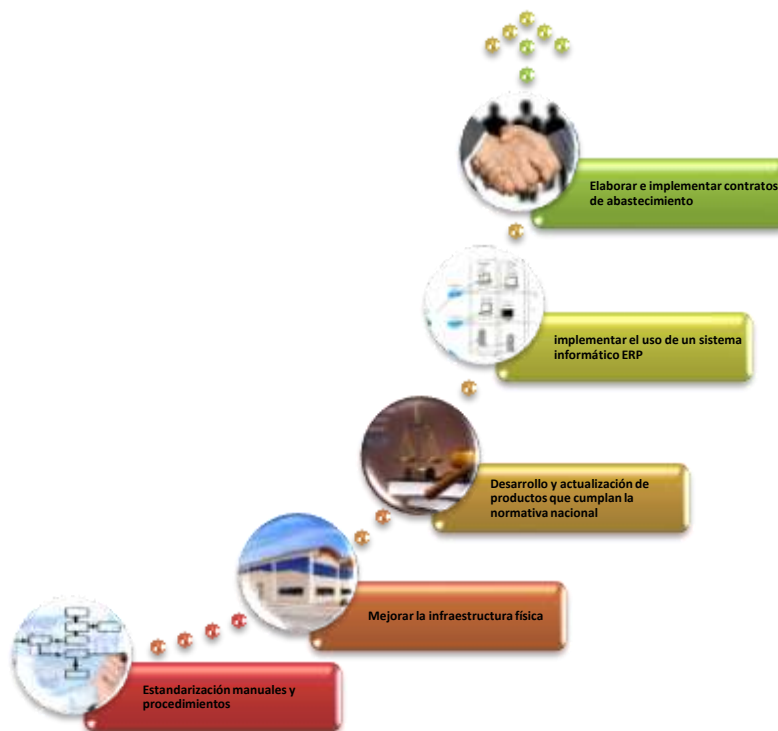 Elaborar e implementar contratos
de abastecimiento
implementar el uso de un sistema
informático ERP
Desarrollo y actualización de
productos que cumplan la
normativa nacional
Mejorar la infraestructura física
Estandarización manuales y
procedimientos